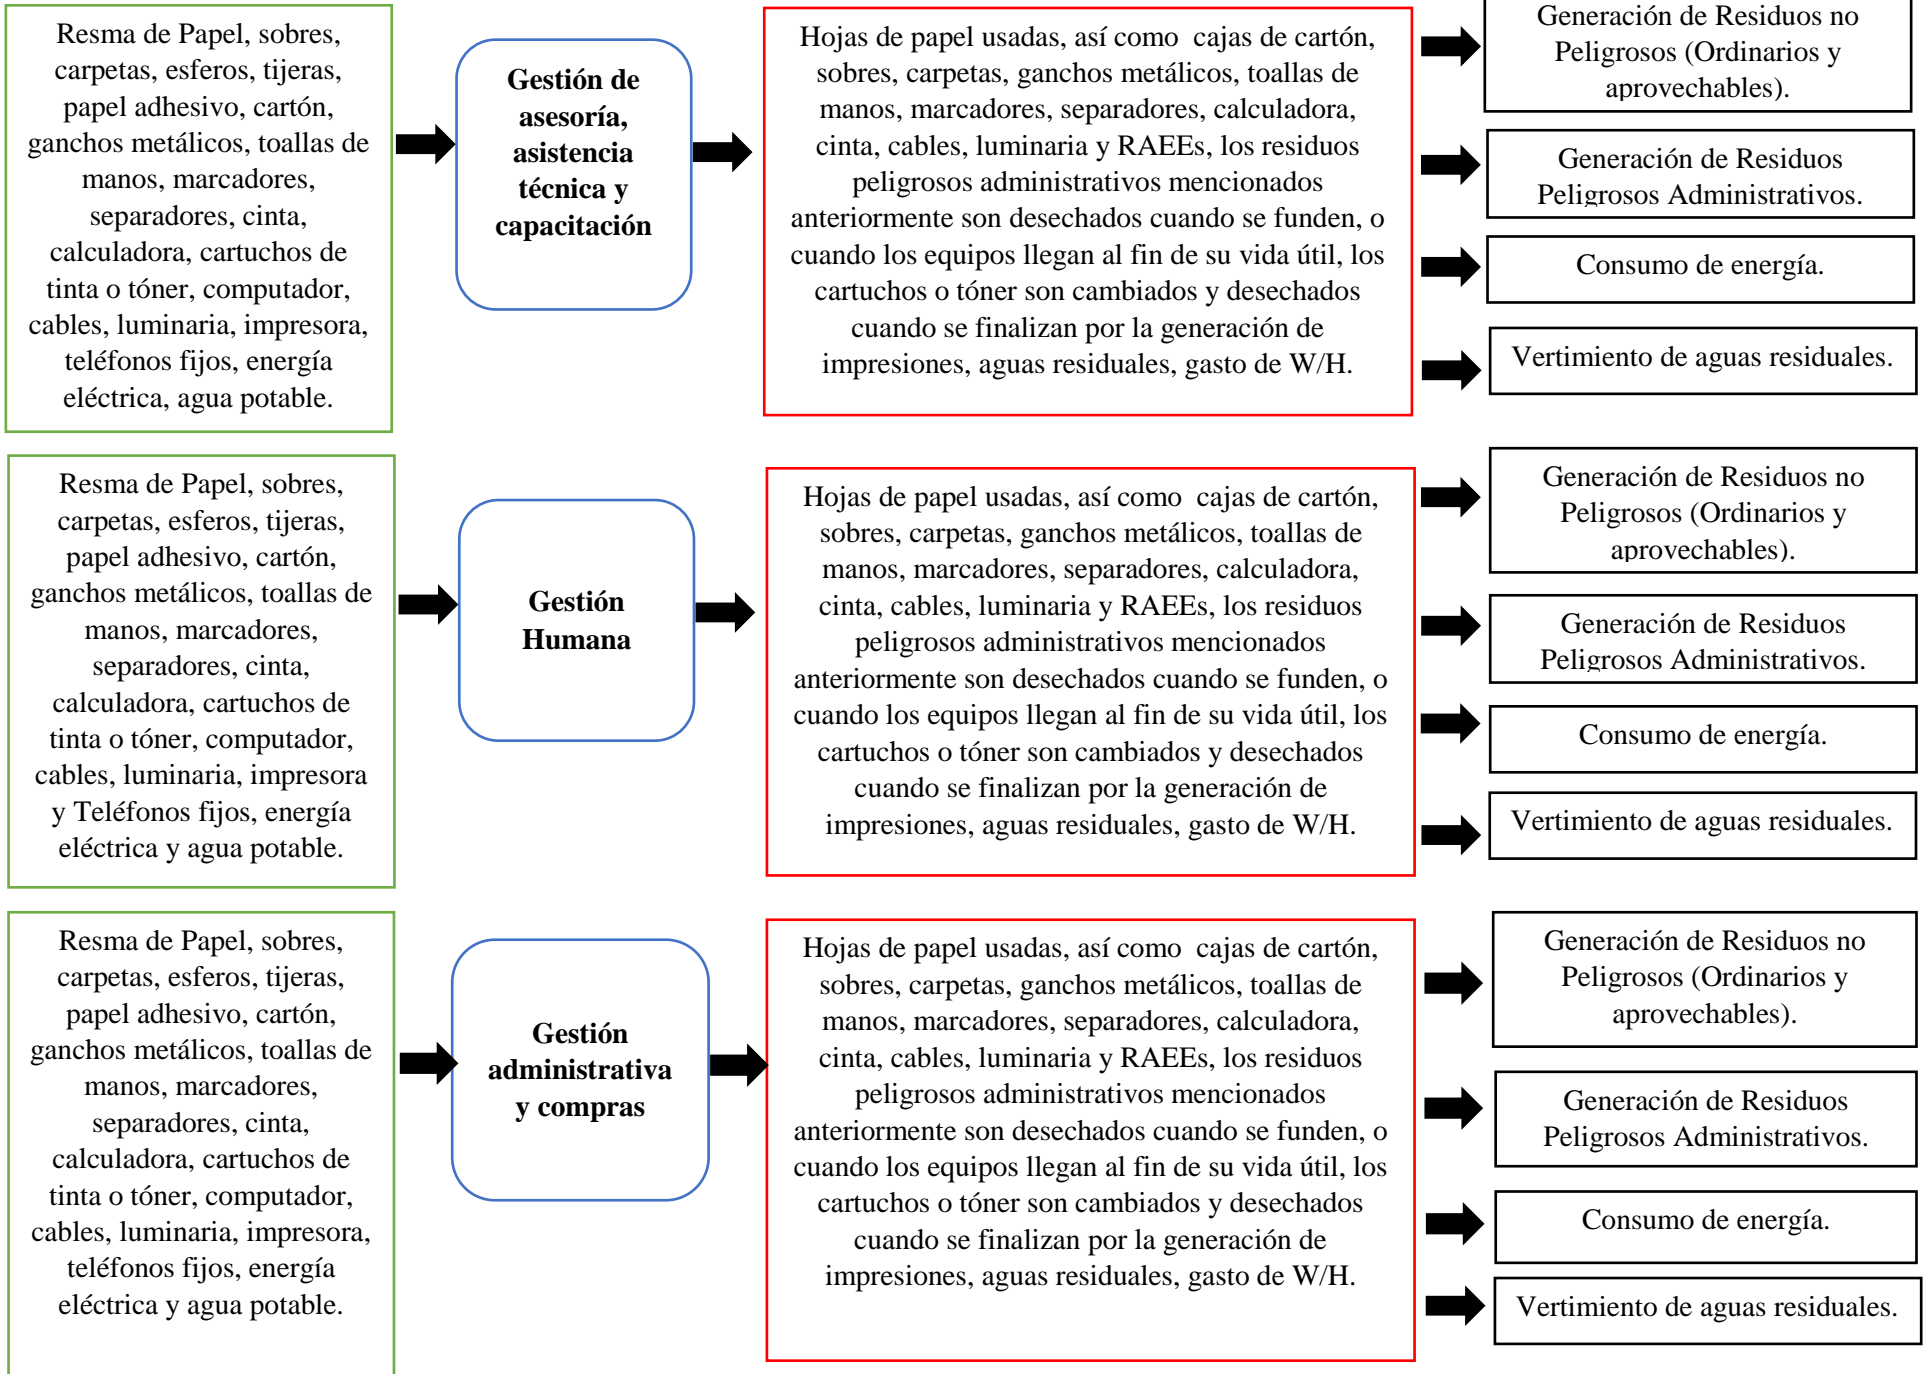 Resma de Papel, sobres,
carpetas, esferos, tijeras,
papel adhesivo, cartón,
ganchos metálicos, toallas de
manos, marcadores,
separadores, cinta,
calculadora, cartuchos de
tinta o tóner, computador,
cables, luminaria, impresora,
teléfonos fijos, energía
eléctrica, agua potable.
Gestión de
asesoría,
asistencia
técnica y
capacitación
Hojas de papel usadas, así como  cajas de cartón,
sobres, carpetas, ganchos metálicos, toallas de
manos, marcadores, separadores, calculadora,
cinta, cables, luminaria y RAEEs, los residuos
peligrosos administrativos mencionados
anteriormente son desechados cuando se funden, o
cuando los equipos llegan al fin de su vida útil, los
cartuchos o tóner son cambiados y desechados
cuando se finalizan por la generación de
impresiones, aguas residuales, gasto de W/H.
Generación de Residuos no
Peligrosos (Ordinarios y
aprovechables).
Generación de Residuos
Peligrosos Administrativos.
Consumo de energía.
Vertimiento de aguas residuales.
Resma de Papel, sobres,
carpetas, esferos, tijeras,
papel adhesivo, cartón,
ganchos metálicos, toallas de
manos, marcadores,
separadores, cinta,
calculadora, cartuchos de
tinta o tóner, computador,
cables, luminaria, impresora
y Teléfonos fijos, energía
eléctrica y agua potable.
Gestión
Humana
Hojas de papel usadas, así como  cajas de cartón,
sobres, carpetas, ganchos metálicos, toallas de
manos, marcadores, separadores, calculadora,
cinta, cables, luminaria y RAEEs, los residuos
peligrosos administrativos mencionados
anteriormente son desechados cuando se funden, o
cuando los equipos llegan al fin de su vida útil, los
cartuchos o tóner son cambiados y desechados
cuando se finalizan por la generación de
impresiones, aguas residuales, gasto de W/H.
Generación de Residuos no
Peligrosos (Ordinarios y
aprovechables).
Generación de Residuos
Peligrosos Administrativos.
Consumo de energía.
Vertimiento de aguas residuales.
Resma de Papel, sobres,
carpetas, esferos, tijeras,
papel adhesivo, cartón,
ganchos metálicos, toallas de
manos, marcadores,
separadores, cinta,
calculadora, cartuchos de
tinta o tóner, computador,
cables, luminaria, impresora,
teléfonos fijos, energía
eléctrica y agua potable.
Gestión
administrativa
y compras
Hojas de papel usadas, así como  cajas de cartón,
sobres, carpetas, ganchos metálicos, toallas de
manos, marcadores, separadores, calculadora,
cinta, cables, luminaria y RAEEs, los residuos
peligrosos administrativos mencionados
anteriormente son desechados cuando se funden, o
cuando los equipos llegan al fin de su vida útil, los
cartuchos o tóner son cambiados y desechados
cuando se finalizan por la generación de
impresiones, aguas residuales, gasto de W/H.
Generación de Residuos no
Peligrosos (Ordinarios y
aprovechables).
Generación de Residuos
Peligrosos Administrativos.
Consumo de energía.
Vertimiento de aguas residuales.